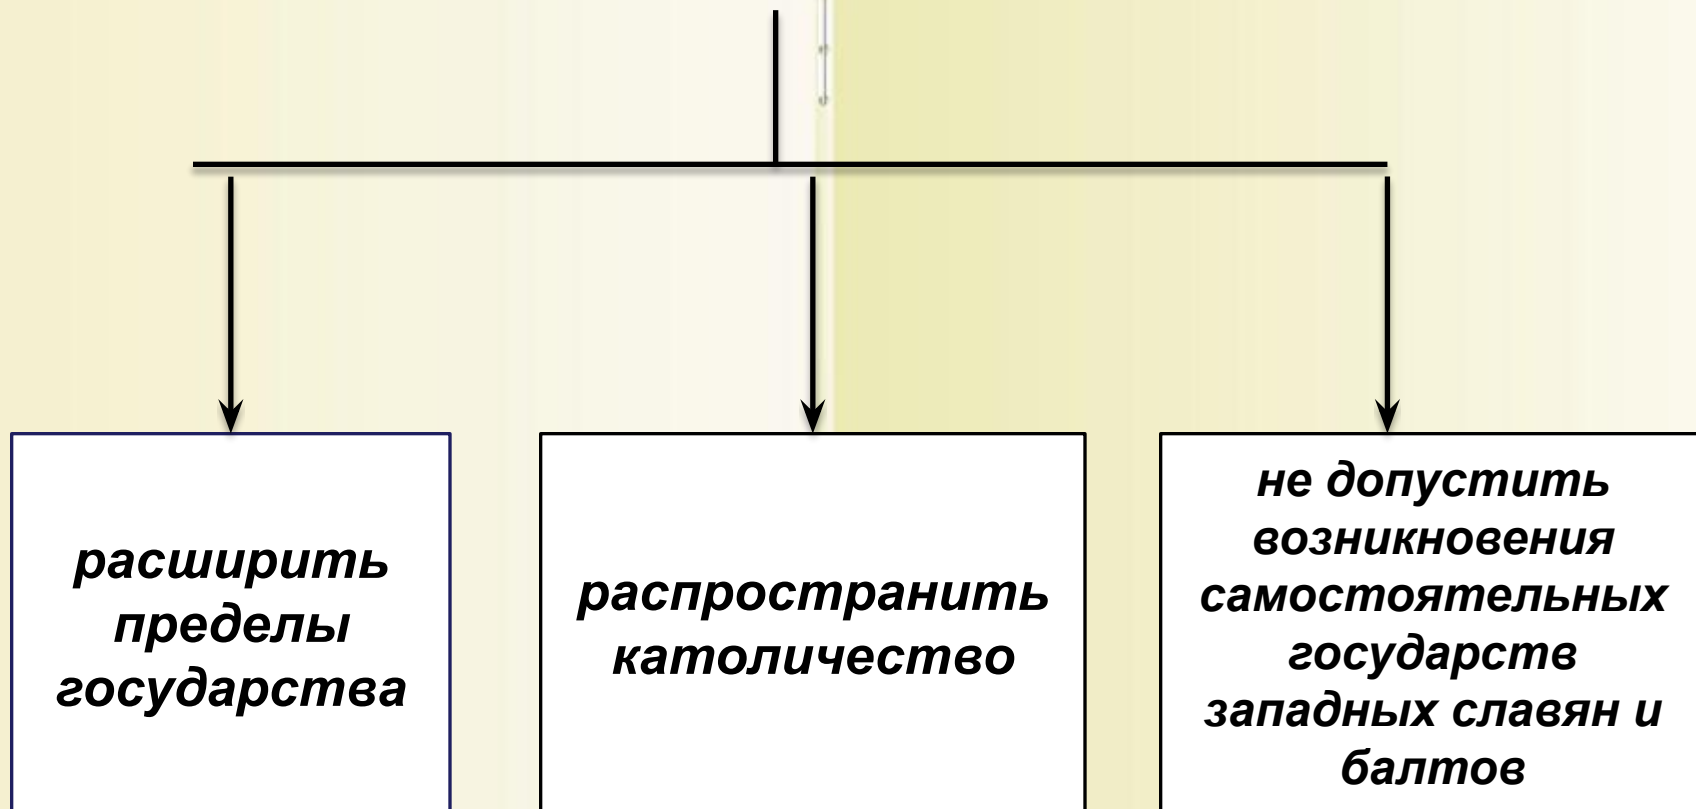 расширить
пределы
государства
распространить
католичество
не допустить
возникновения
самостоятельных
государств
западных славян и
балтов